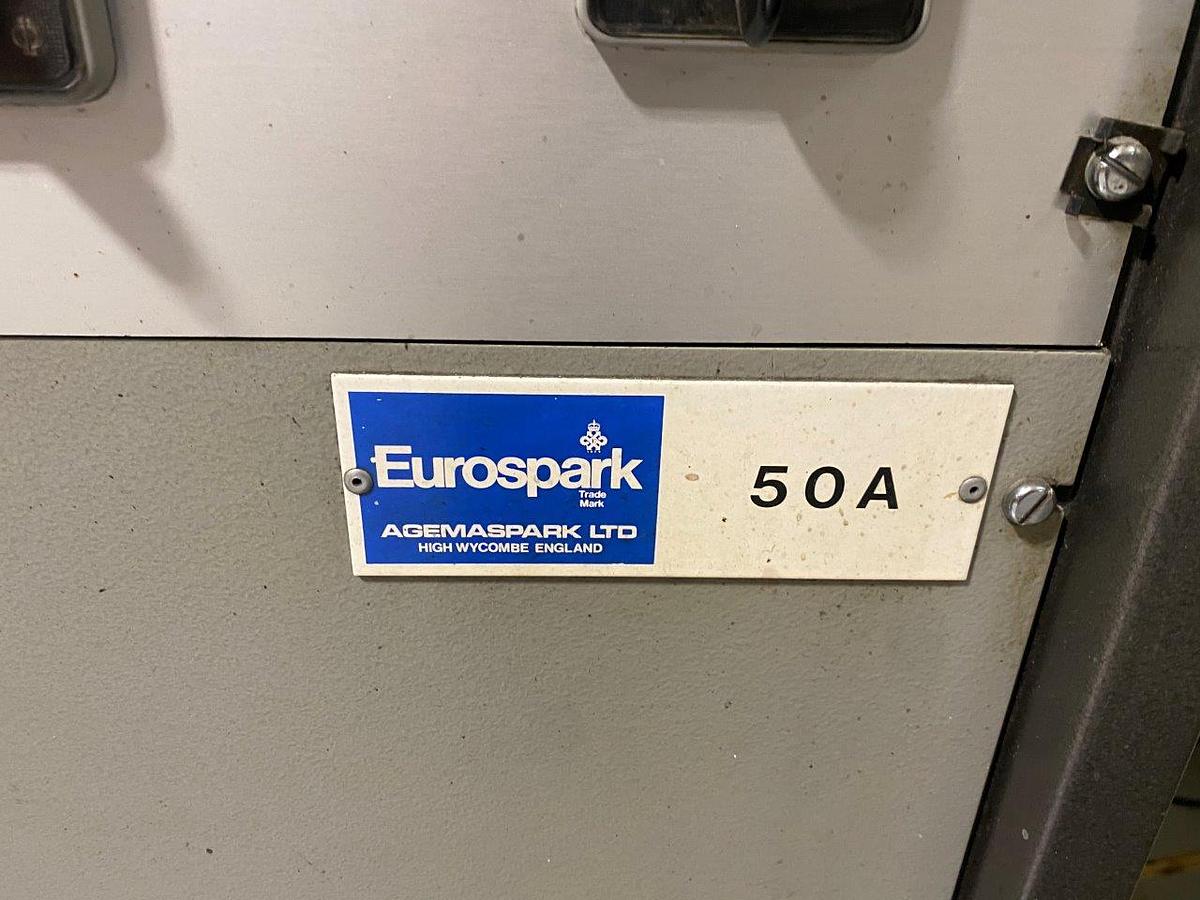 Eurospark
Trade
Mark
AGEMASPARK LTD
HIGH WYCOMBE ENGLAND
50A